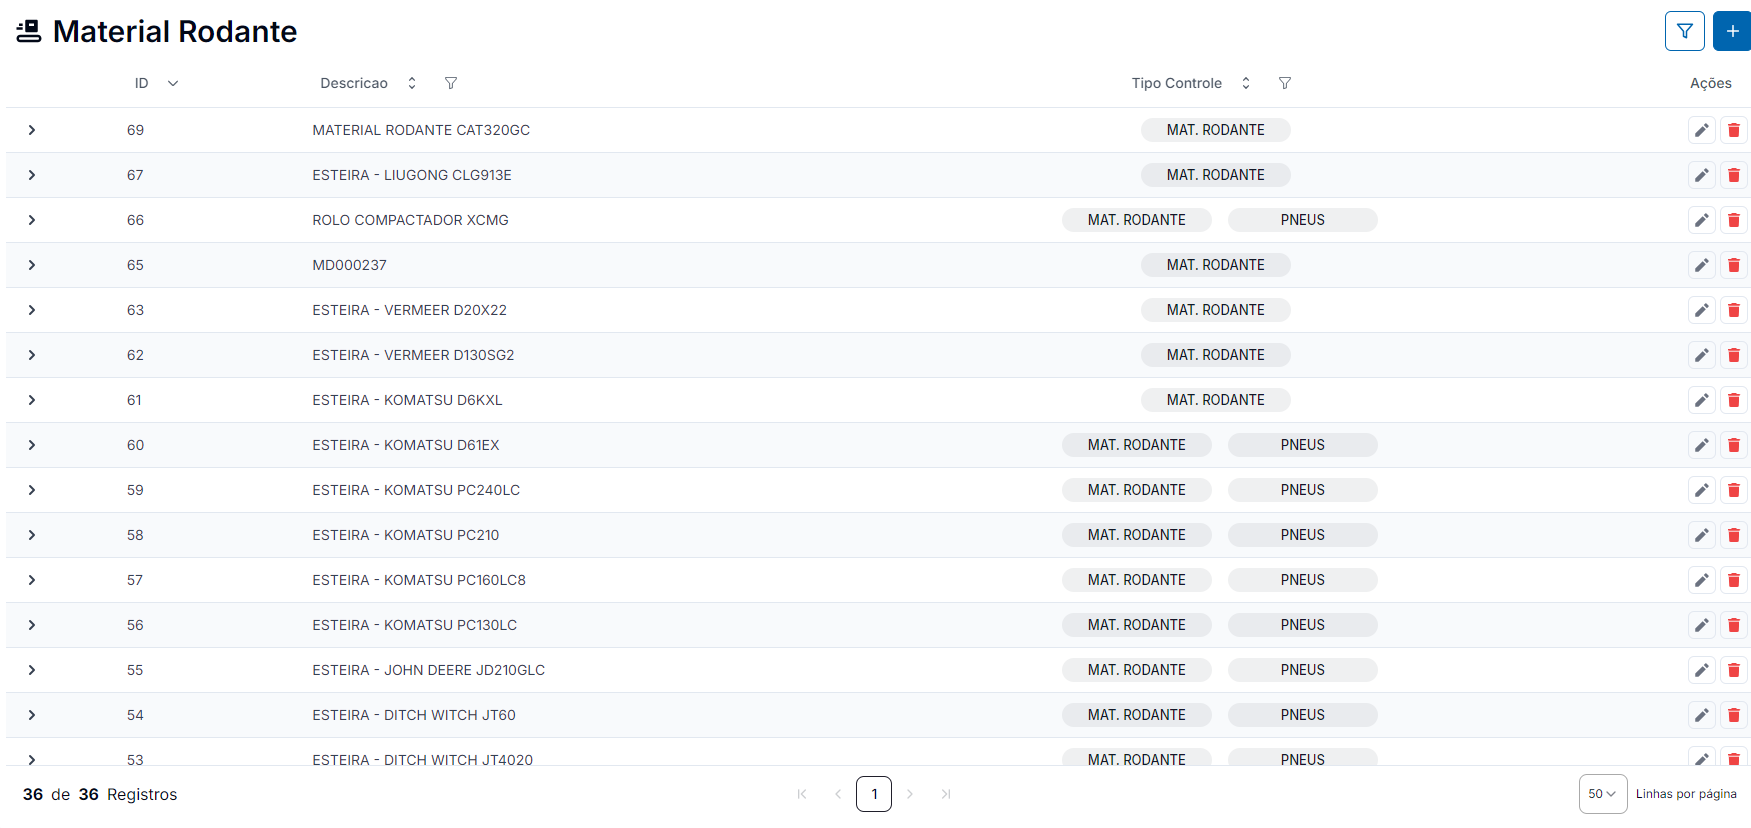 Material Rodante
ID Descricao Tipo Controle Ações
69 MATERIAL RODANTE CAT320GC MAT. RODANTE
67 ESTEIRA - LIUGONG CLG913E MAT. RODANTE
66 ROLO COMPACTADOR XCMG MAT. RODANTE PNEUS
65 MD000237 MAT. RODANTE
63 ESTEIRA - VERMEER D20X22 MAT. RODANTE
62 ESTEIRA - VERMEER D130SG2 MAT. RODANTE
61 ESTEIRA - KOMATSU D6KXL MAT. RODANTE
60 ESTEIRA - KOMATSU D61EX MAT. RODANTE PNEUS
59 ESTEIRA - KOMATSU PC240LC MAT. RODANTE PNEUS
58 ESTEIRA - KOMATSU PC210 MAT. RODANTE PNEUS
57 ESTEIRA - KOMATSU PC160LC8 MAT. RODANTE PNEUS
56 ESTEIRA - KOMATSU PC130LC MAT. RODANTE PNEUS
55 ESTEIRA - JOHN DEERE JD210GLC MAT. RODANTE PNEUS
54 ESTEIRA - DITCH WITCH JT60 MAT. RODANTE PNEUS
53 ESTEIRA - DITCH WITCH JT4020 MAT. RODANTE PNEUS
36 de 36 Registros 1 50 Linhas por página